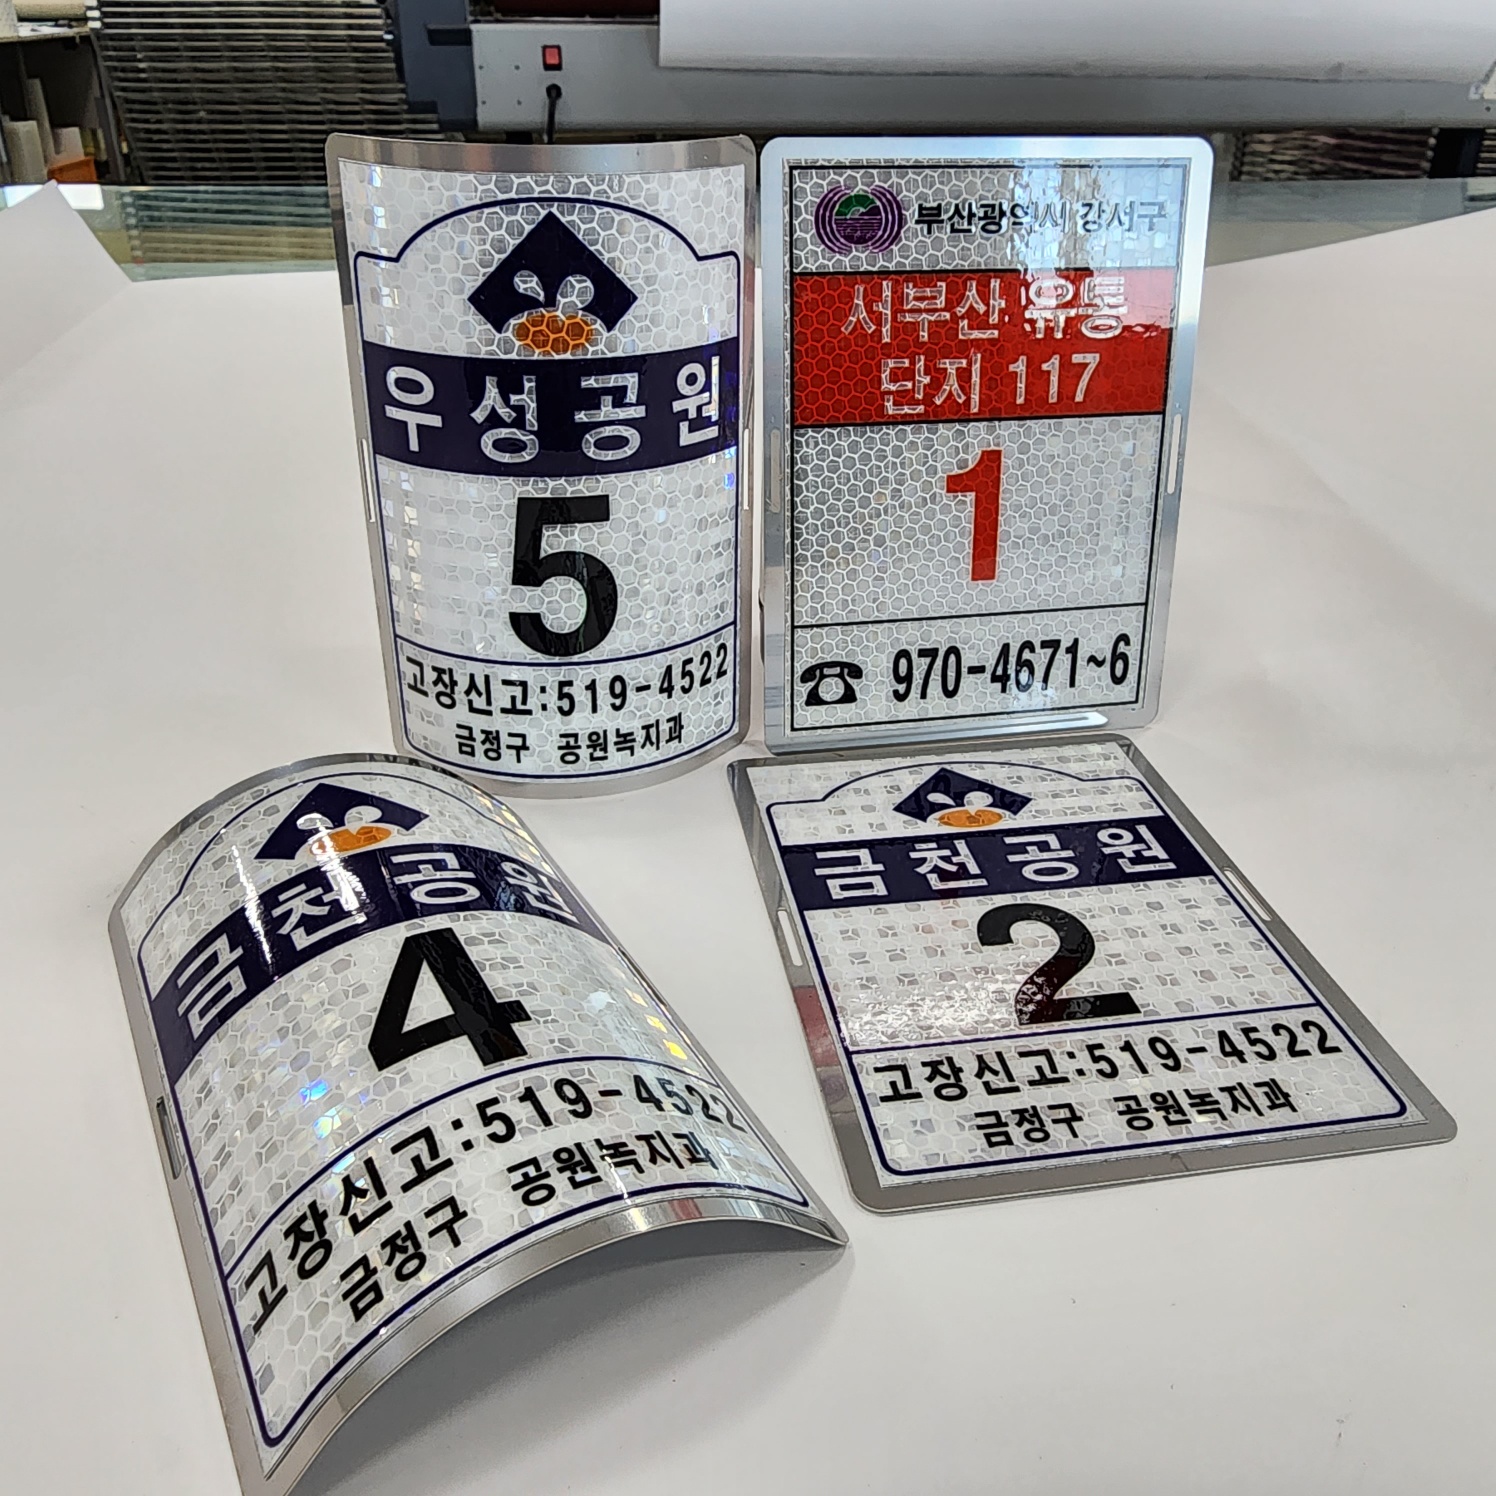 우성공원
5
고장신고:519-4522
금정구 공원녹지과
부산광역시 강서구
서부산 유통
단지 117
1
☎ 970-4671~6
금천공원
4
고장신고:519-4522
금정구 공원녹지과
금천공원
2
고장신고:519-4522
금정구 공원녹지과